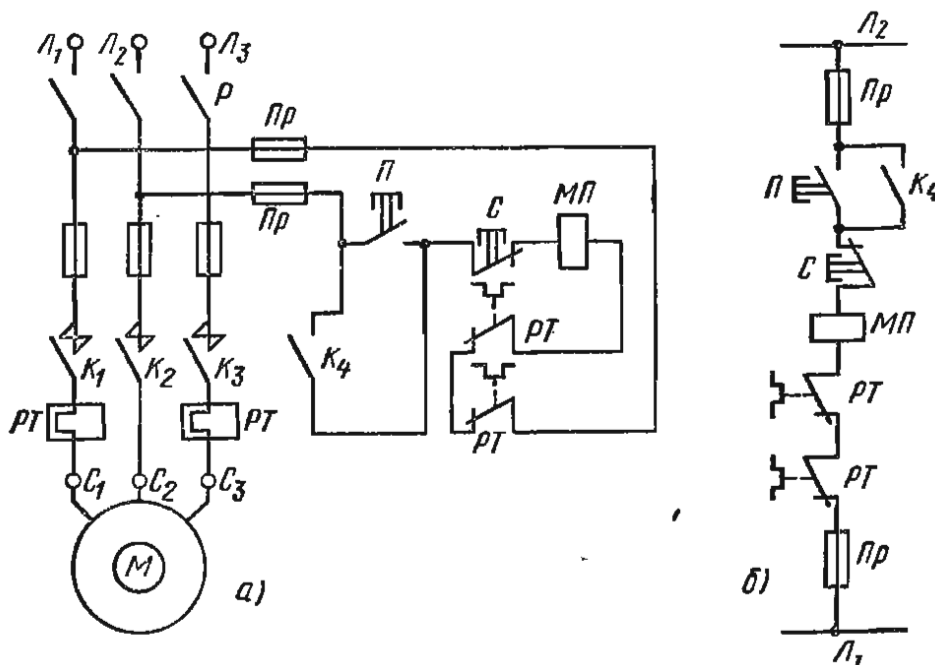 Л₁ Л₂ Л₃
Р
Пр
Пр
П
С
МП
К₁ К₂ К₃
К₄
РТ
РТ
РТ
РТ
С₁ С₂ С₃
М
а)
Л₂
Пр
П
К₄
С
МП
РТ
РТ
Пр
б)
Л₁